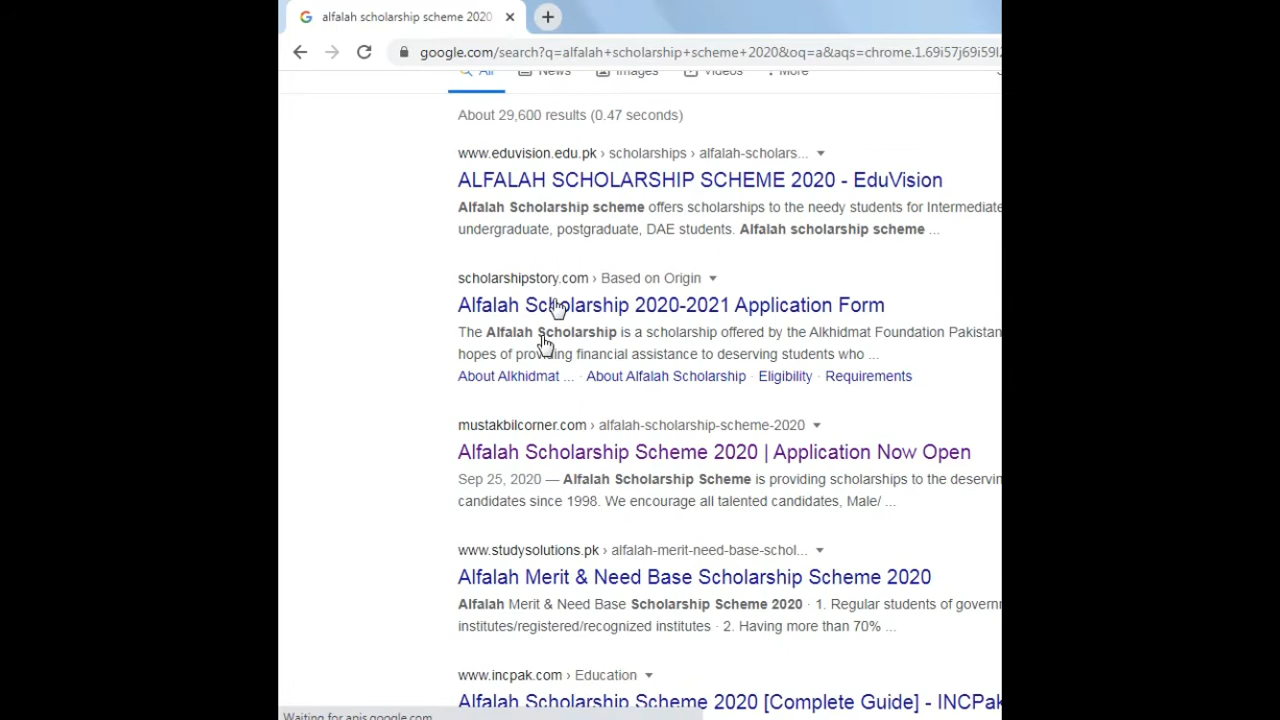 alfalah scholarship scheme 2020
google.com/search?q=alfalah+scholarship+scheme+2020&oq=a&aqs=chrome.1.69i57j69i59l
All News Images Videos More
About 29,600 results (0.47 seconds)
www.eduvision.edu.pk › scholarships › alfalah-scholars...
ALFALAH SCHOLARSHIP SCHEME 2020 - EduVision
Alfalah Scholarship scheme offers scholarships to the needy students for Intermediate
undergraduate, postgraduate, DAE students. Alfalah scholarship scheme ...
scholarshipstory.com › Based on Origin
Alfalah Scholarship 2020-2021 Application Form
The Alfalah Scholarship is a scholarship offered by the Alkhidmat Foundation Pakistan
hopes of providing financial assistance to deserving students who ...
About Alkhidmat ... · About Alfalah Scholarship · Eligibility · Requirements
mustakbilcorner.com › alfalah-scholarship-scheme-2020
Alfalah Scholarship Scheme 2020 | Application Now Open
Sep 25, 2020 — Alfalah Scholarship Scheme is providing scholarships to the deservin
candidates since 1998. We encourage all talented candidates, Male/ ...
www.studysolutions.pk › alfalah-merit-need-base-schol...
Alfalah Merit & Need Base Scholarship Scheme 2020
Alfalah Merit & Need Base Scholarship Scheme 2020 · 1. Regular students of govern
institutes/registered/recognized institutes · 2. Having more than 70% ...
www.incpak.com › Education
Alfalah Scholarship Scheme 2020 [Complete Guide] - INCPak
Waiting for apis.google.com